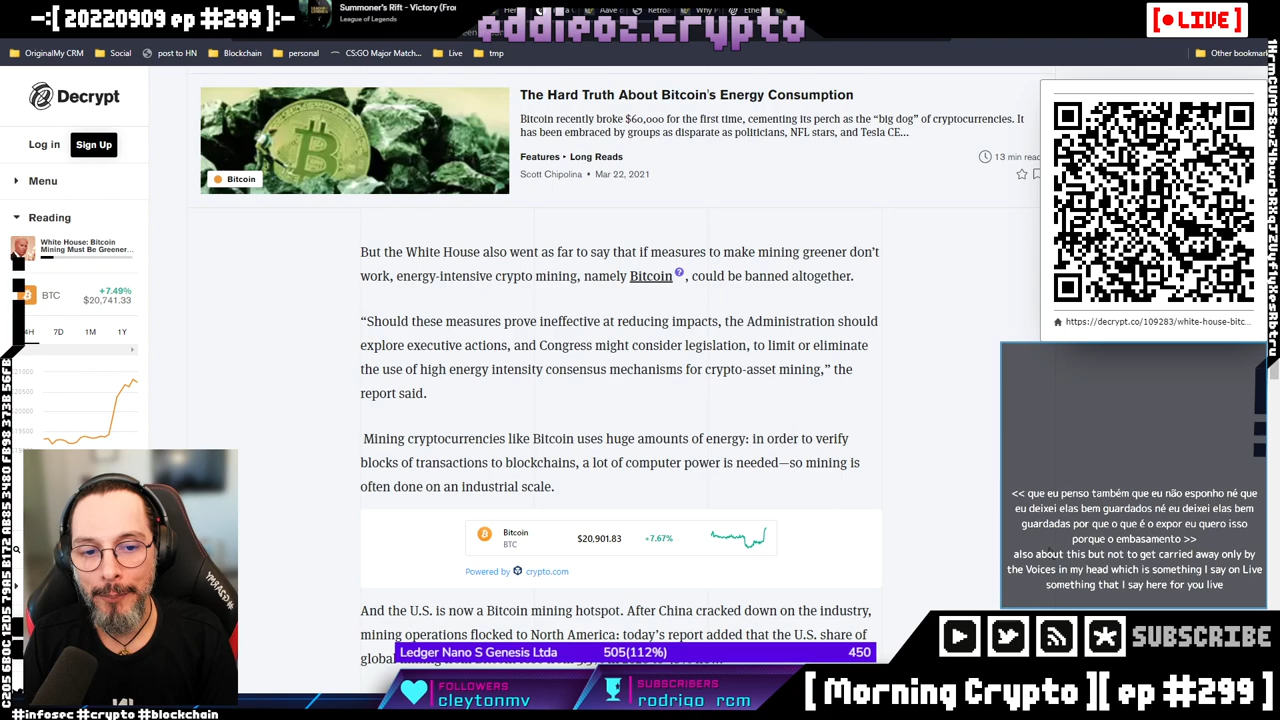 -:[ 20220909 ep #299 ]:-
Summoner's Rift - Victory (Fro
League of Legends
eddieoz.crypto
[ • LIVE ]
OriginalMy CRM
Social
post to HN
Blockchain
personal
CS:GO Major Match...
Live
tmp
Other bookmar
Decrypt
Log in
Sign Up
Menu
Reading
White House: Bitcoin
Mining Must Be Greener...
BTC
+7.49%
$20,741.33
4H
7D
1M
1Y
21000
20000
Bitcoin
The Hard Truth About Bitcoin's Energy Consumption
Bitcoin recently broke $60,000 for the first time, cementing its perch as the “big dog” of cryptocurrencies. It
has been embraced by groups as disparate as politicians, NFL stars, and Tesla CE...
Features ▸ Long Reads
13 min read
Scott Chipolina • Mar 22, 2021
But the White House also went as far to say that if measures to make mining greener don’t
work, energy-intensive crypto mining, namely Bitcoin ?, could be banned altogether.
“Should these measures prove ineffective at reducing impacts, the Administration should
explore executive actions, and Congress might consider legislation, to limit or eliminate
the use of high energy intensity consensus mechanisms for crypto-asset mining,” the
report said.
Mining cryptocurrencies like Bitcoin uses huge amounts of energy: in order to verify
blocks of transactions to blockchains, a lot of computer power is needed—so mining is
often done on an industrial scale.
Bitcoin
BTC
$20,901.83
+7.67%
Powered by crypto.com
And the U.S. is now a Bitcoin mining hotspot. After China cracked down on the industry,
mining operations flocked to North America: today’s report added that the U.S. share of
global
https://decrypt.co/109283/white-house-bitc...
<< que eu penso também que eu não esponho né que
eu deixei elas bem guardados né eu deixei elas bem
guardadas por que o que é o expor eu quero isso
porque o embasamento >>
also about this but not to get carried away only by
the Voices in my head which is something I say on Live
something that I say here for you live
Ledger Nano S Genesis Ltda
505(112%)
450
SUBSCRIBE
FOLLOWERS
cleytonmv
SUBSCRIBERS
rodrigo_rcm
[ Morning Crypto ][ ep #299 ]
#infosec #crypto #blockchain